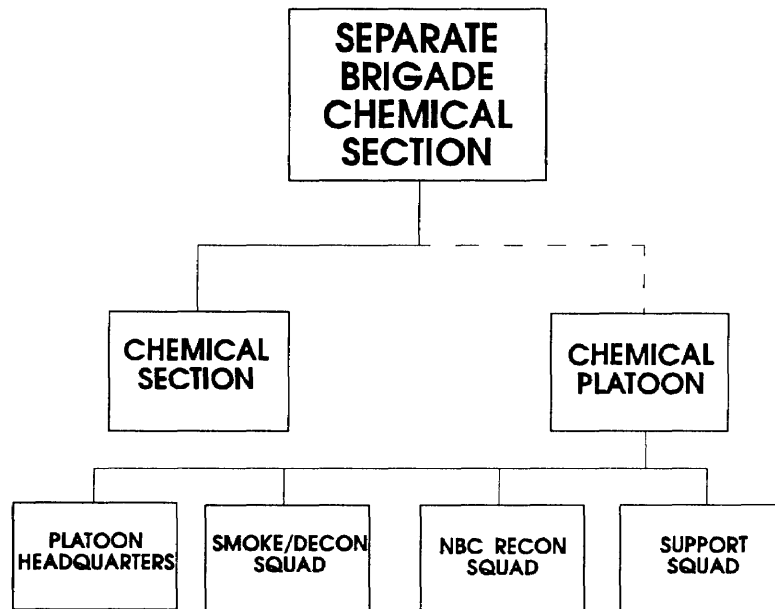 SEPARATE
BRIGADE
CHEMICAL
SECTION
CHEMICAL
SECTION
CHEMICAL
PLATOON
PLATOON
HEADQUARTERS
SMOKE/DECON
SQUAD
NBC RECON
SQUAD
SUPPORT
SQUAD